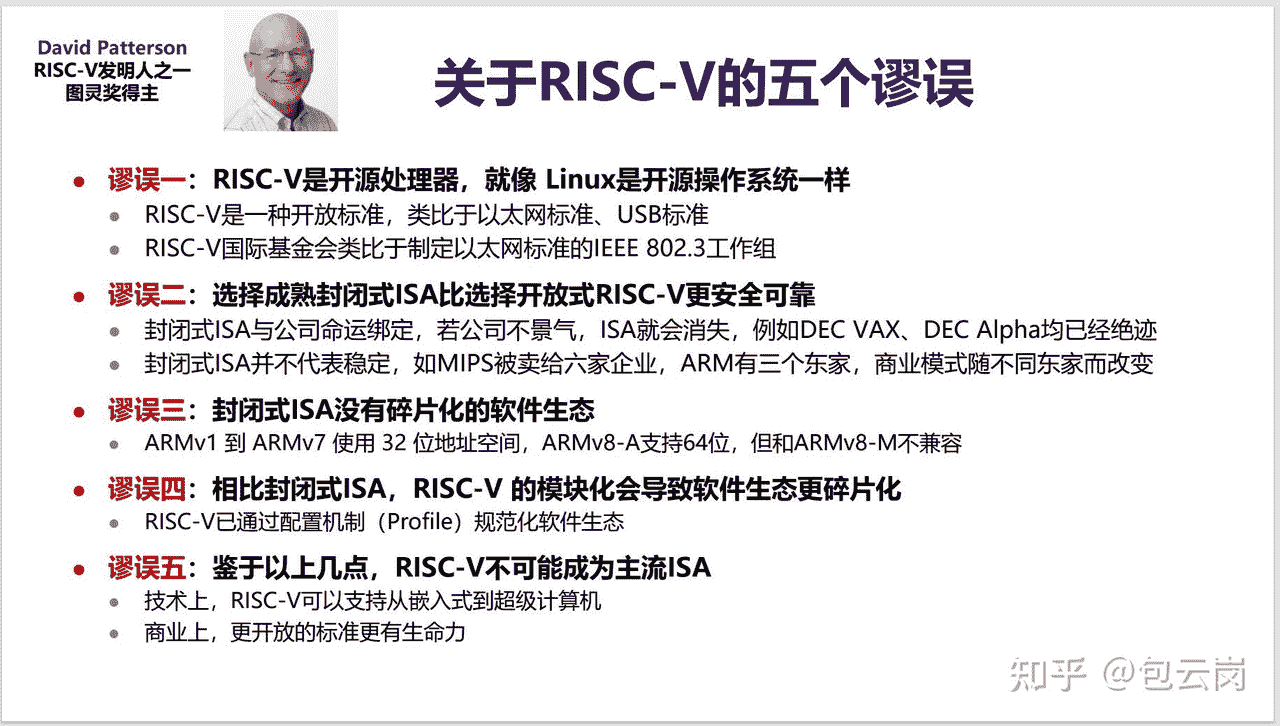 David Patterson
RISC-V发明人之一
图灵奖得主
关于RISC-V的五个谬误
谬误一：RISC-V是开源处理器，就像 Linux是开源操作系统一样
RISC-V是一种开放标准，类比于以太网标准、USB标准
RISC-V国际基金会类比于制定以太网标准的IEEE 802.3工作组
谬误二：选择成熟封闭式ISA比选择开放式RISC-V更安全可靠
封闭式ISA与公司命运绑定，若公司不景气，ISA就会消失，例如DEC VAX、DEC Alpha均已经绝迹
封闭式ISA并不代表稳定，如MIPS被卖给六家企业，ARM有三个东家，商业模式随不同东家而改变
谬误三：封闭式ISA没有碎片化的软件生态
ARMv1 到 ARMv7 使用 32 位地址空间，ARMv8-A支持64位，但和ARMv8-M不兼容
谬误四：相比封闭式ISA，RISC-V 的模块化会导致软件生态更碎片化
RISC-V已通过配置机制（Profile）规范化软件生态
谬误五：鉴于以上几点，RISC-V不可能成为主流ISA
技术上，RISC-V可以支持从嵌入式到超级计算机
商业上，更开放的标准更有生命力
知乎 @包云岗